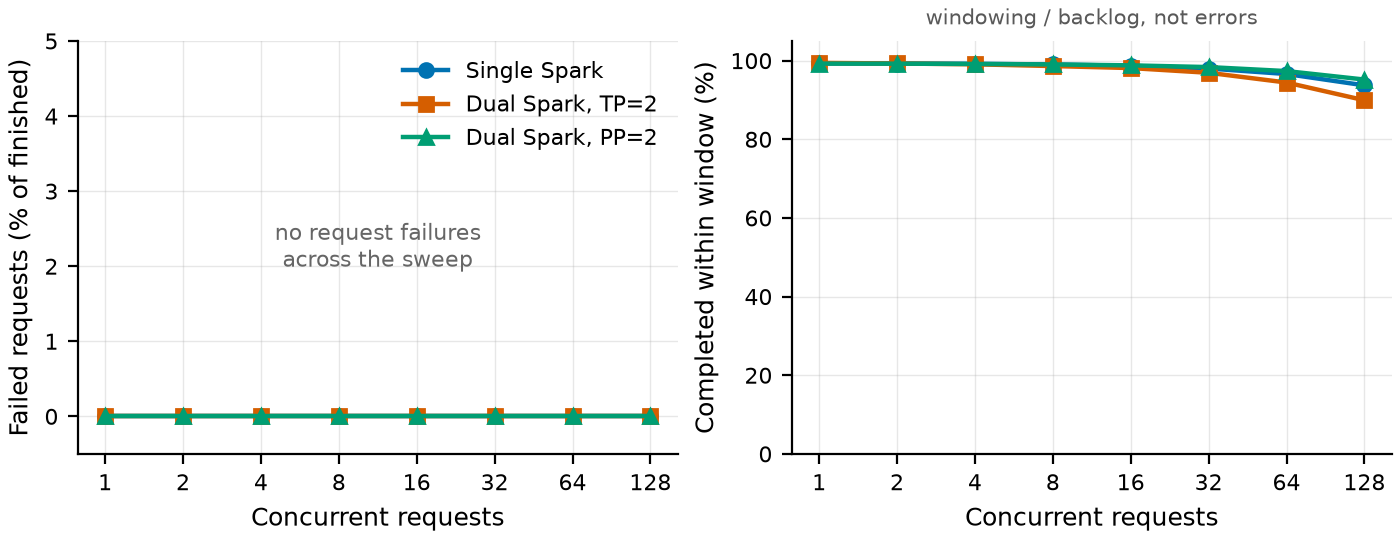 Failed requests (% of finished)
5
4
3
2
1
0
Single Spark
Dual Spark, TP=2
Dual Spark, PP=2
no request failures
across the sweep
1 2 4 8 16 32 64 128
Concurrent requests
windowing / backlog, not errors
Completed within window (%)
100
80
60
40
20
0
1 2 4 8 16 32 64 128
Concurrent requests